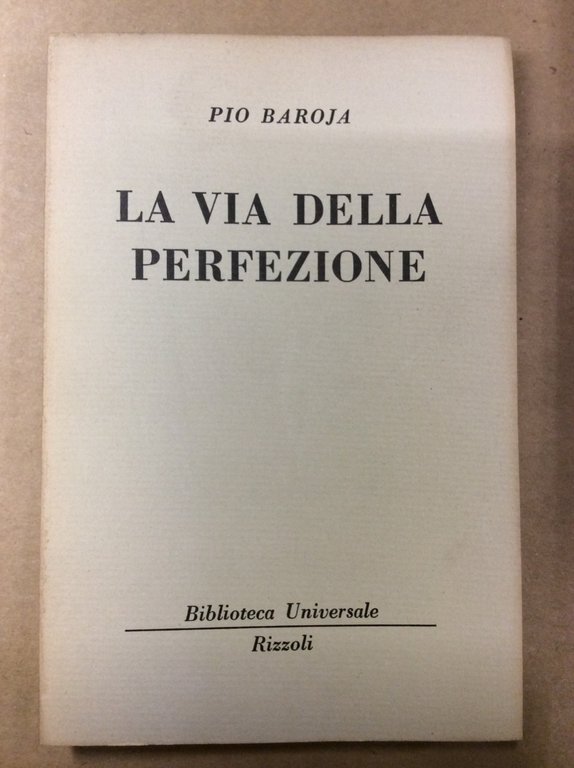 PIO BAROJA
LA VIA DELLA
PERFEZIONE
Biblioteca Universale
Rizzoli